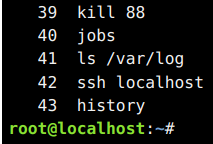 39 kill 88
40 jobs
41 ls /var/log
42 ssh localhost
43 history
root@localhost:~#